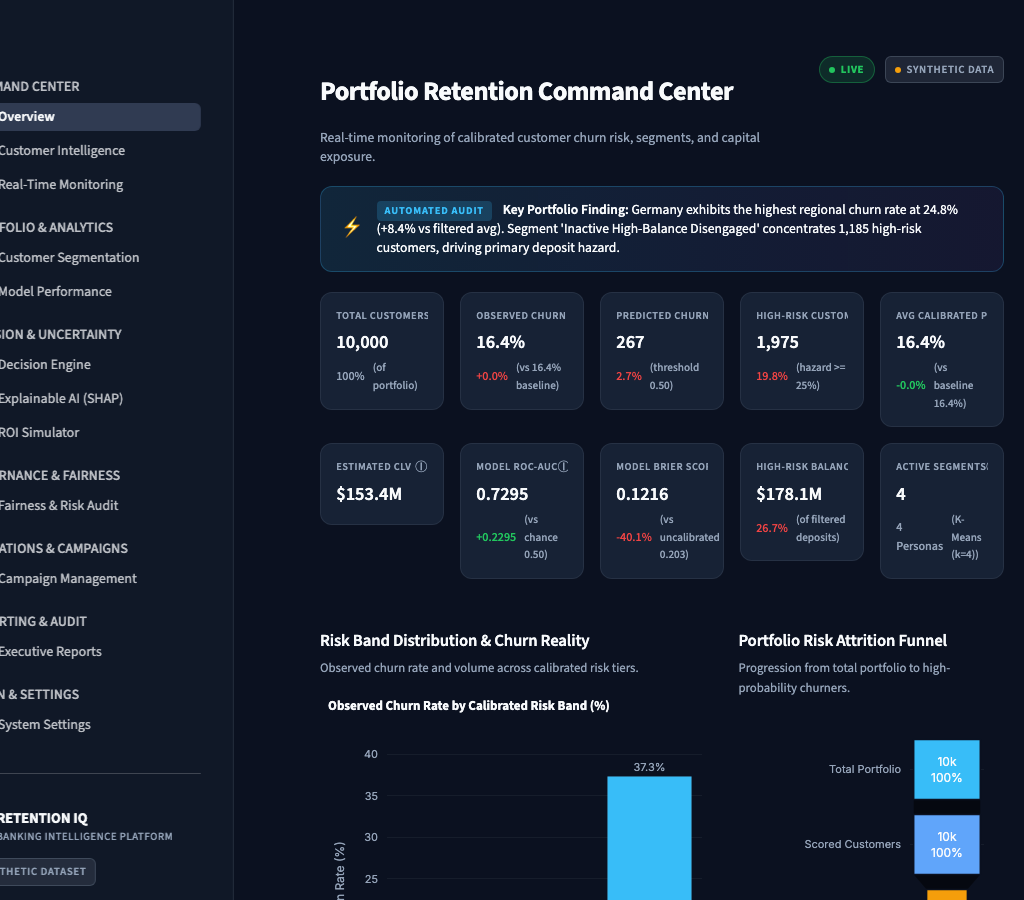 MAND CENTER
Overview
Customer Intelligence
Real-Time Monitoring
FOLIO & ANALYTICS
Customer Segmentation
Model Performance
SION & UNCERTAINTY
Decision Engine
Explainable AI (SHAP)
ROI Simulator
RNANCE & FAIRNESS
Fairness & Risk Audit
ATIONS & CAMPAIGNS
Campaign Management
RTING & AUDIT
Executive Reports
N & SETTINGS
System Settings
RETENTION IQ
BANKING INTELLIGENCE PLATFORM
THETIC DATASET
LIVE
SYNTHETIC DATA
Portfolio Retention Command Center
Real-time monitoring of calibrated customer churn risk, segments, and capital
exposure.
⚡ AUTOMATED AUDIT Key Portfolio Finding: Germany exhibits the highest regional churn rate at 24.8%
(+8.4% vs filtered avg). Segment 'Inactive High-Balance Disengaged' concentrates 1,185 high-risk
customers, driving primary deposit hazard.
TOTAL CUSTOMERS
10,000
100% (of
portfolio)
OBSERVED CHURN
16.4%
+0.0% (vs 16.4%
baseline)
PREDICTED CHURN
267
2.7% (threshold
0.50)
HIGH-RISK CUSTOM
1,975
19.8% (hazard >=
25%)
AVG CALIBRATED P
16.4%
(vs
-0.0% baseline
16.4%)
ESTIMATED CLV ⓘ
$153.4M
MODEL ROC-AUC ⓘ
0.7295
(vs
+0.2295 chance
0.50)
MODEL BRIER SCOR
0.1216
(vs
-40.1% uncalibrated
0.203)
HIGH-RISK BALANC
$178.1M
26.7% (of filtered
deposits)
ACTIVE SEGMENTS
4
4 Personas
(K-
Means
(k=4))
Risk Band Distribution & Churn Reality
Observed churn rate and volume across calibrated risk tiers.
Observed Churn Rate by Calibrated Risk Band (%)
40
37.3%
35
30
25
n Rate (%)
Portfolio Risk Attrition Funnel
Progression from total portfolio to high-
probability churners.
Total Portfolio
10k
100%
Scored Customers
10k
100%